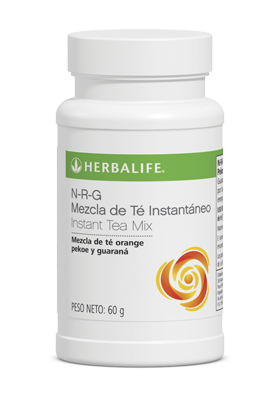 HERBALIFE®
N-R-G
Mezcla de Té Instantáneo
Instant Tea Mix
Mezcla de té orange
pekoe y guaraná
PESO NETO: 60 g